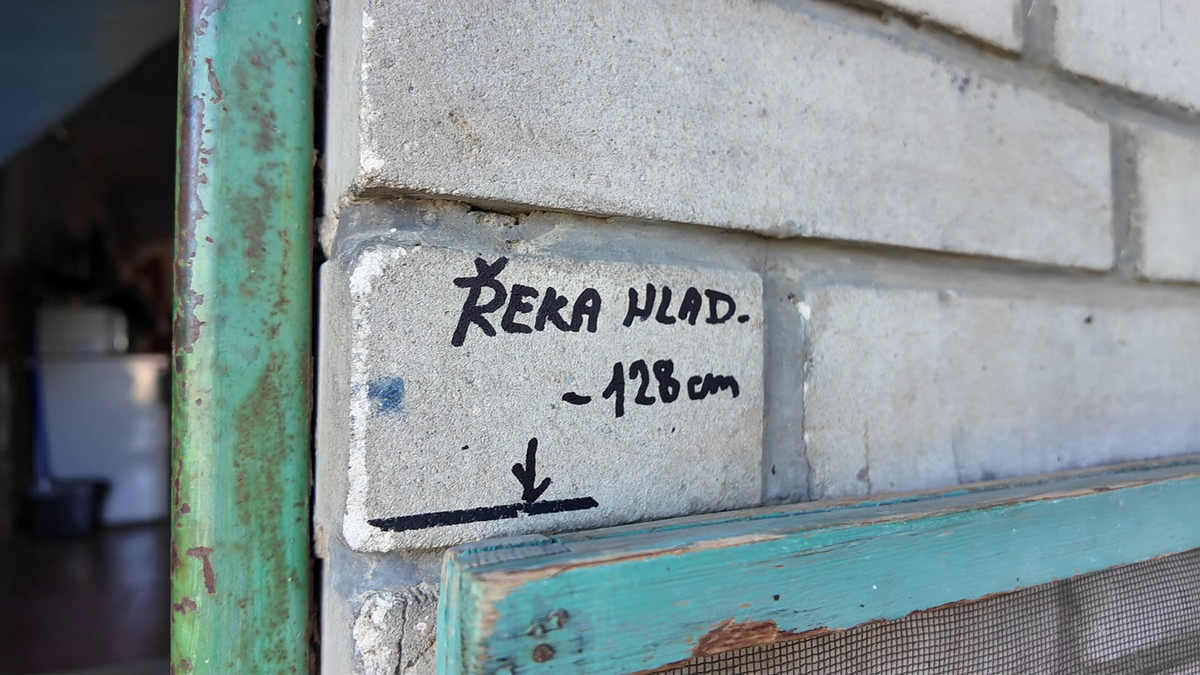 ŘEKA HLAD.
-128 cm